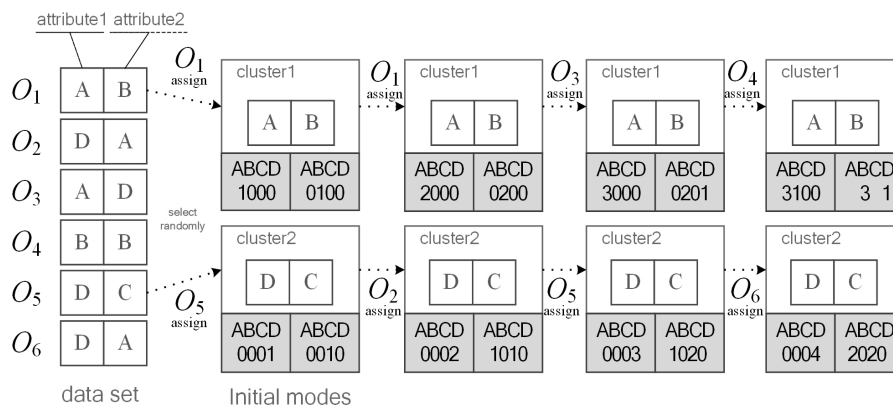 attribute1 attribute2
O1 A B
O2 D A
O3 A D
O4 B B
O5 D C
O6 D A
data set
select
randomly
O1
assign
cluster1
A B
ABCD ABCD
1000 0100
O1
assign
cluster1
A B
ABCD ABCD
2000 0200
O3
assign
cluster1
A B
ABCD ABCD
3000 0201
O4
assign
cluster1
A B
ABCD ABCD
3100 3 1
O5
assign
cluster2
D C
ABCD ABCD
0001 0010
O2
assign
cluster2
D C
ABCD ABCD
0002 1010
O5
assign
cluster2
D C
ABCD ABCD
0003 1020
O6
assign
cluster2
D C
ABCD ABCD
0004 2020
Initial modes